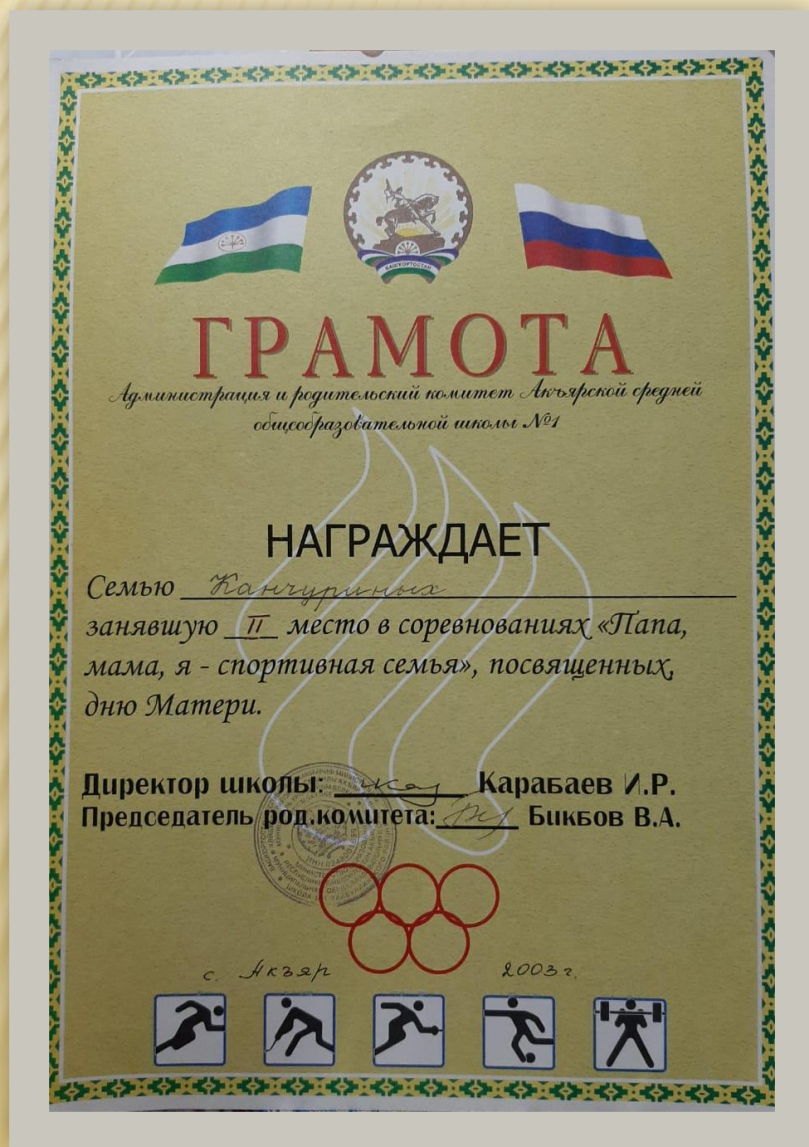 БАШКОРТОСТАН
ГРАМОТА
Администрация и родительский комитет Акъярской средней
общеобразовательной школы №1
НАГРАЖДАЕТ
Семью Канчуриных
занявшую II место в соревнованиях «Папа,
мама, я - спортивная семья», посвященных,
дню Матери.
Директор школы: Карабаев И.Р.
Председатель род.комитета: Бикбов В.А.
с. Акъяр 2003 г.